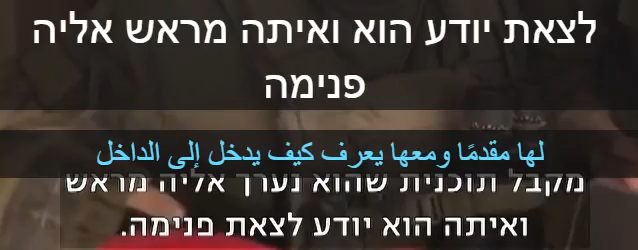 לצאת יודע הוא ואיתה מראש אליה
פנימה
لها مقدمًا ومعها يعرف كيف يدخل إلى الداخل
מקבל תוכנית שהוא נערך אליה מראש
ואיתה הוא יודע לצאת פנימה.